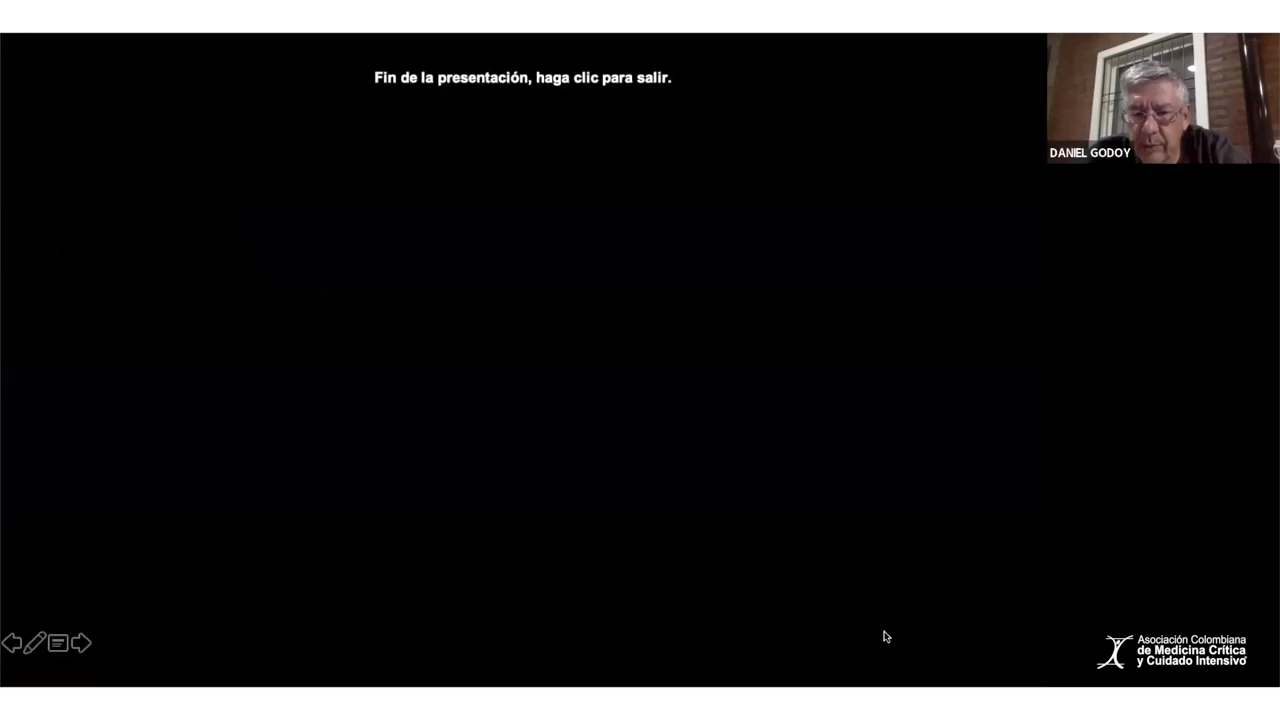 Fin de la presentación, haga clic para salir.
DANIEL GODOY
Asociación Colombiana
de Medicina Crítica
y Cuidado Intensivo